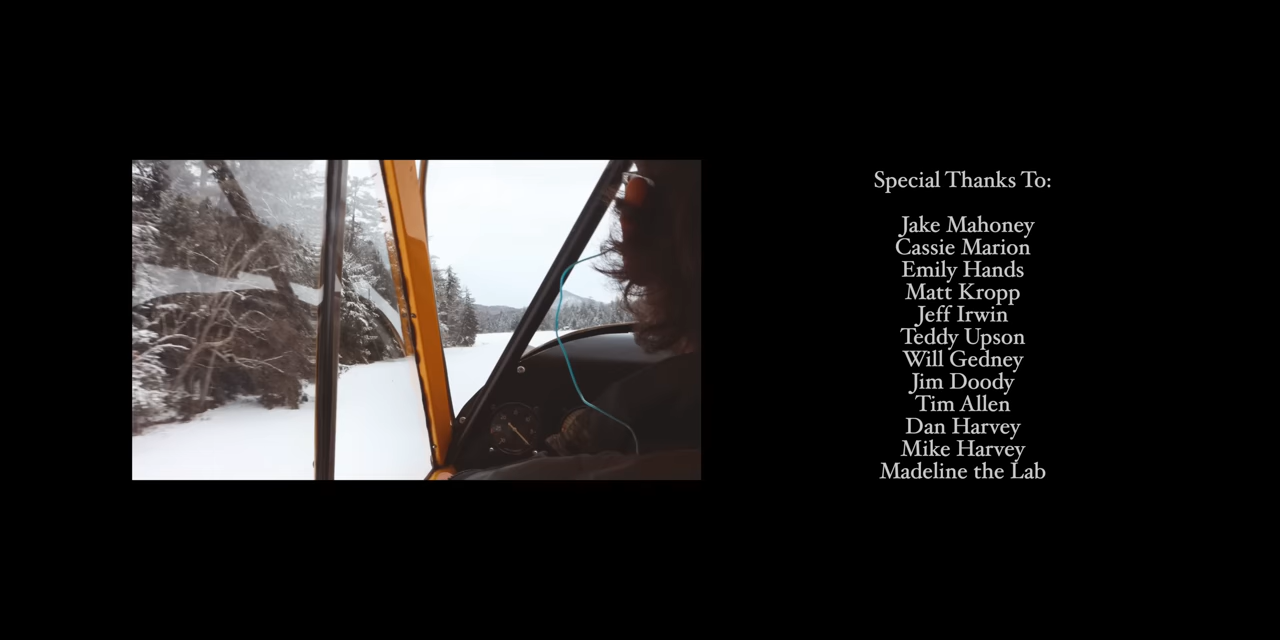 Special Thanks To:
Jake Mahoney
Cassie Marion
Emily Hands
Matt Kropp
Jeff Irwin
Teddy Upson
Will Gedney
Jim Doody
Tim Allen
Dan Harvey
Mike Harvey
Madeline the Lab